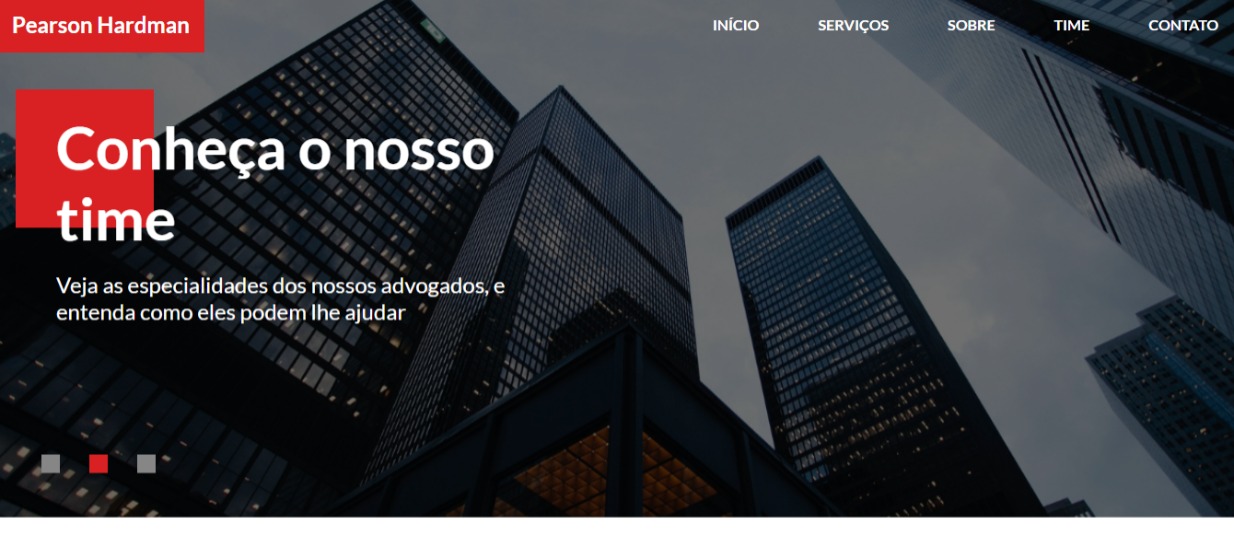 Pearson Hardman
INÍCIO SERVIÇOS SOBRE TIME CONTATO
Conheça o nosso
time
Veja as especialidades dos nossos advogados, e
entenda como eles podem lhe ajudar